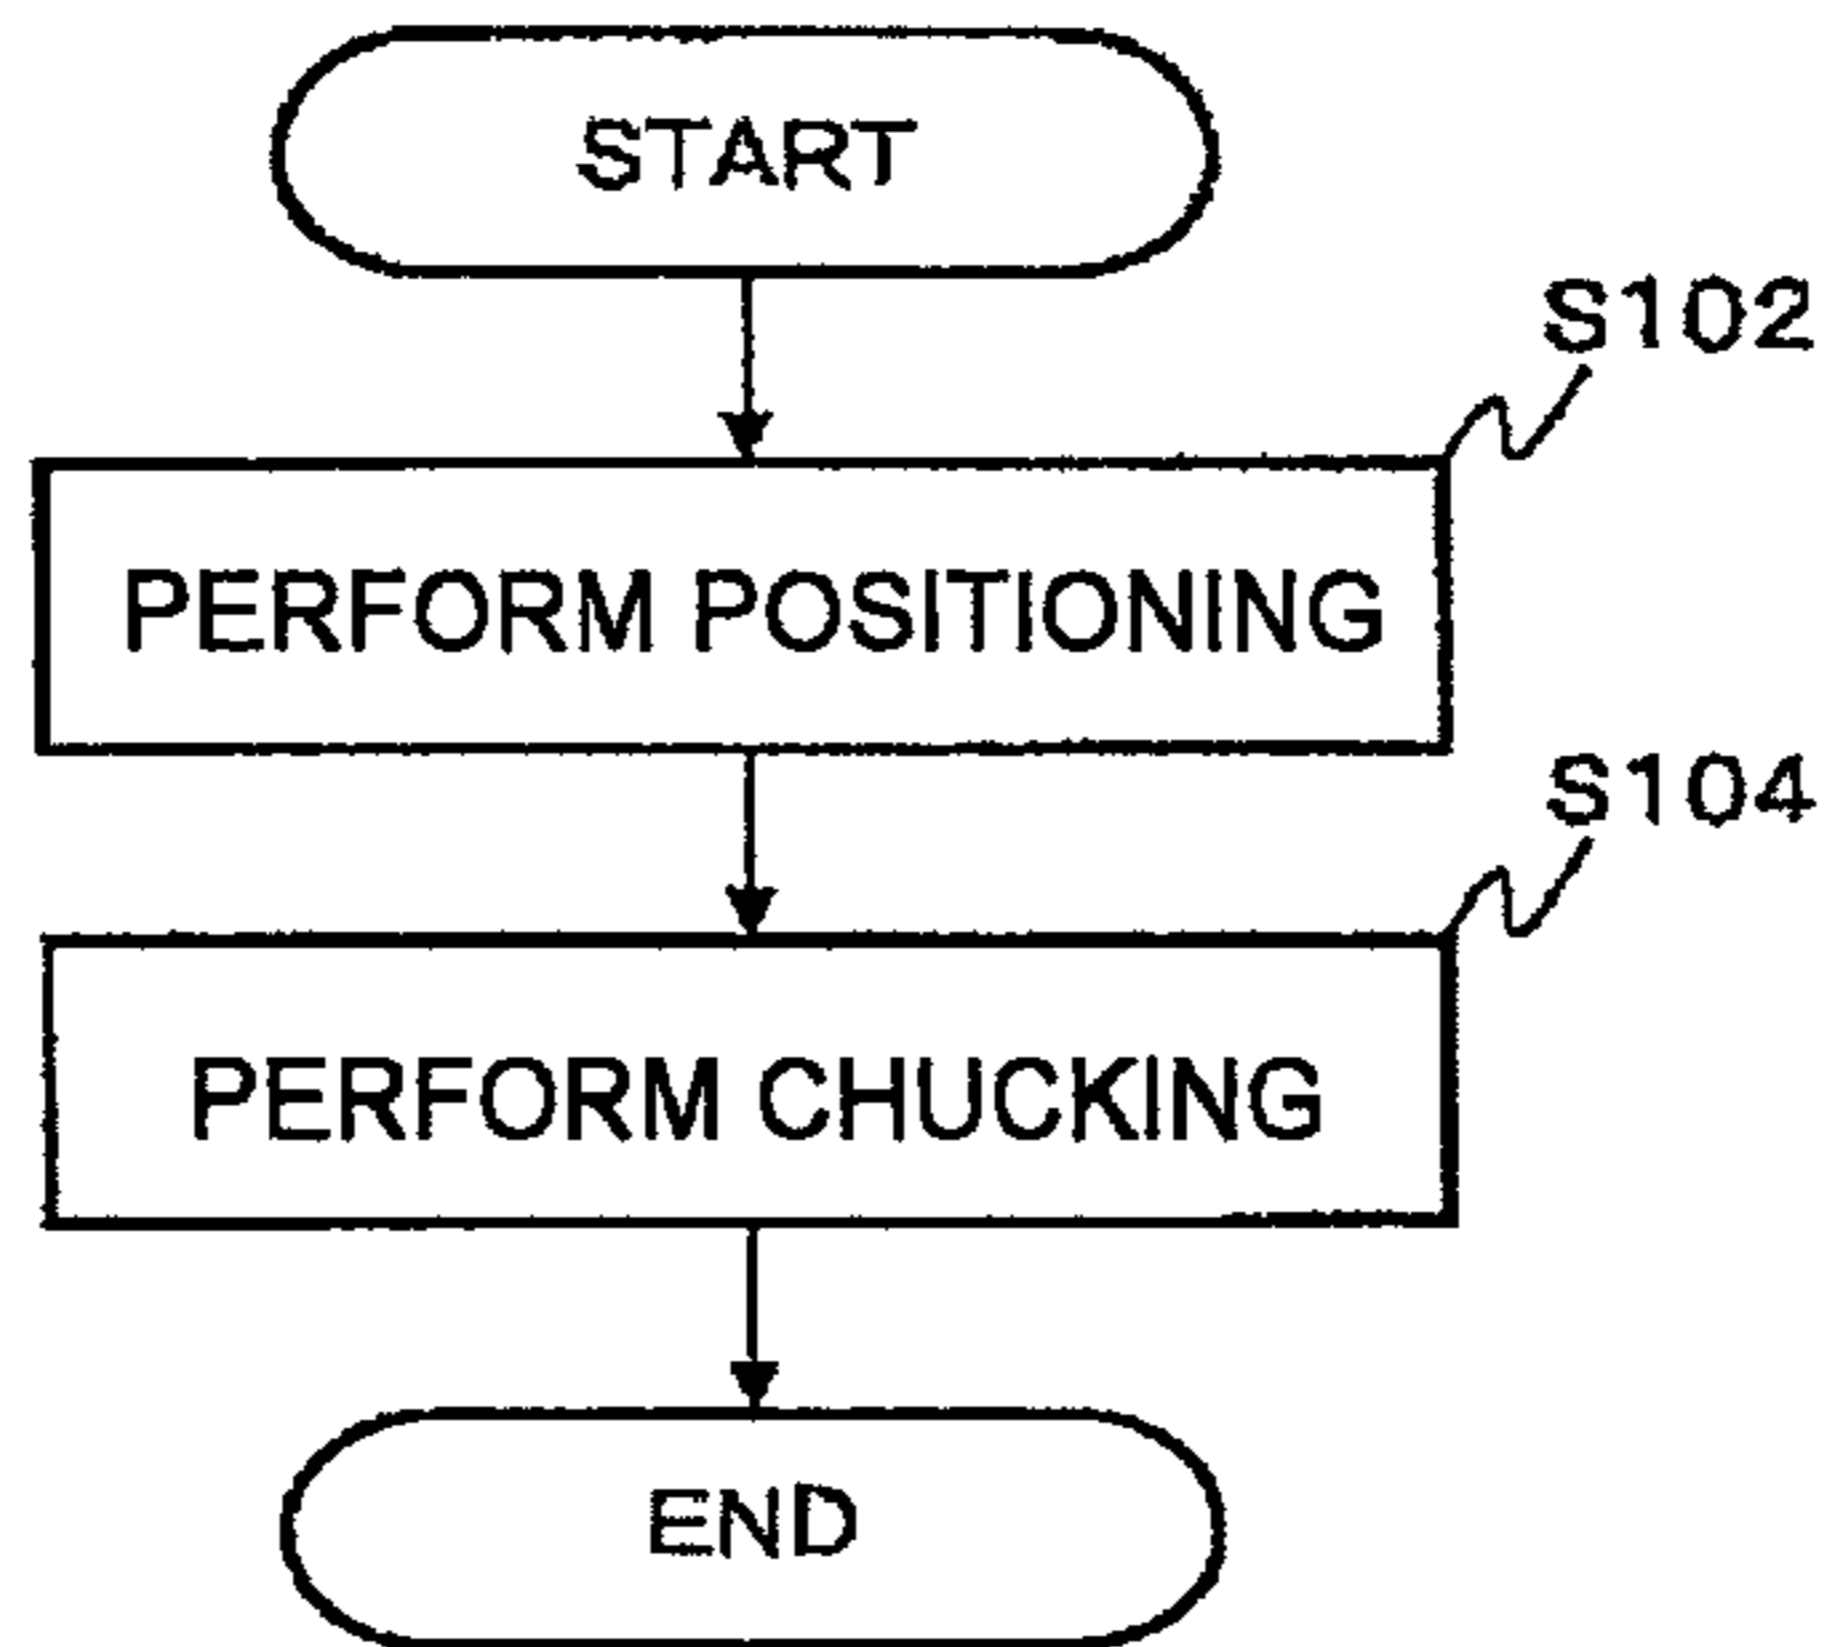 START
S102
PERFORM POSITIONING
S104
PERFORM CHUCKING
END